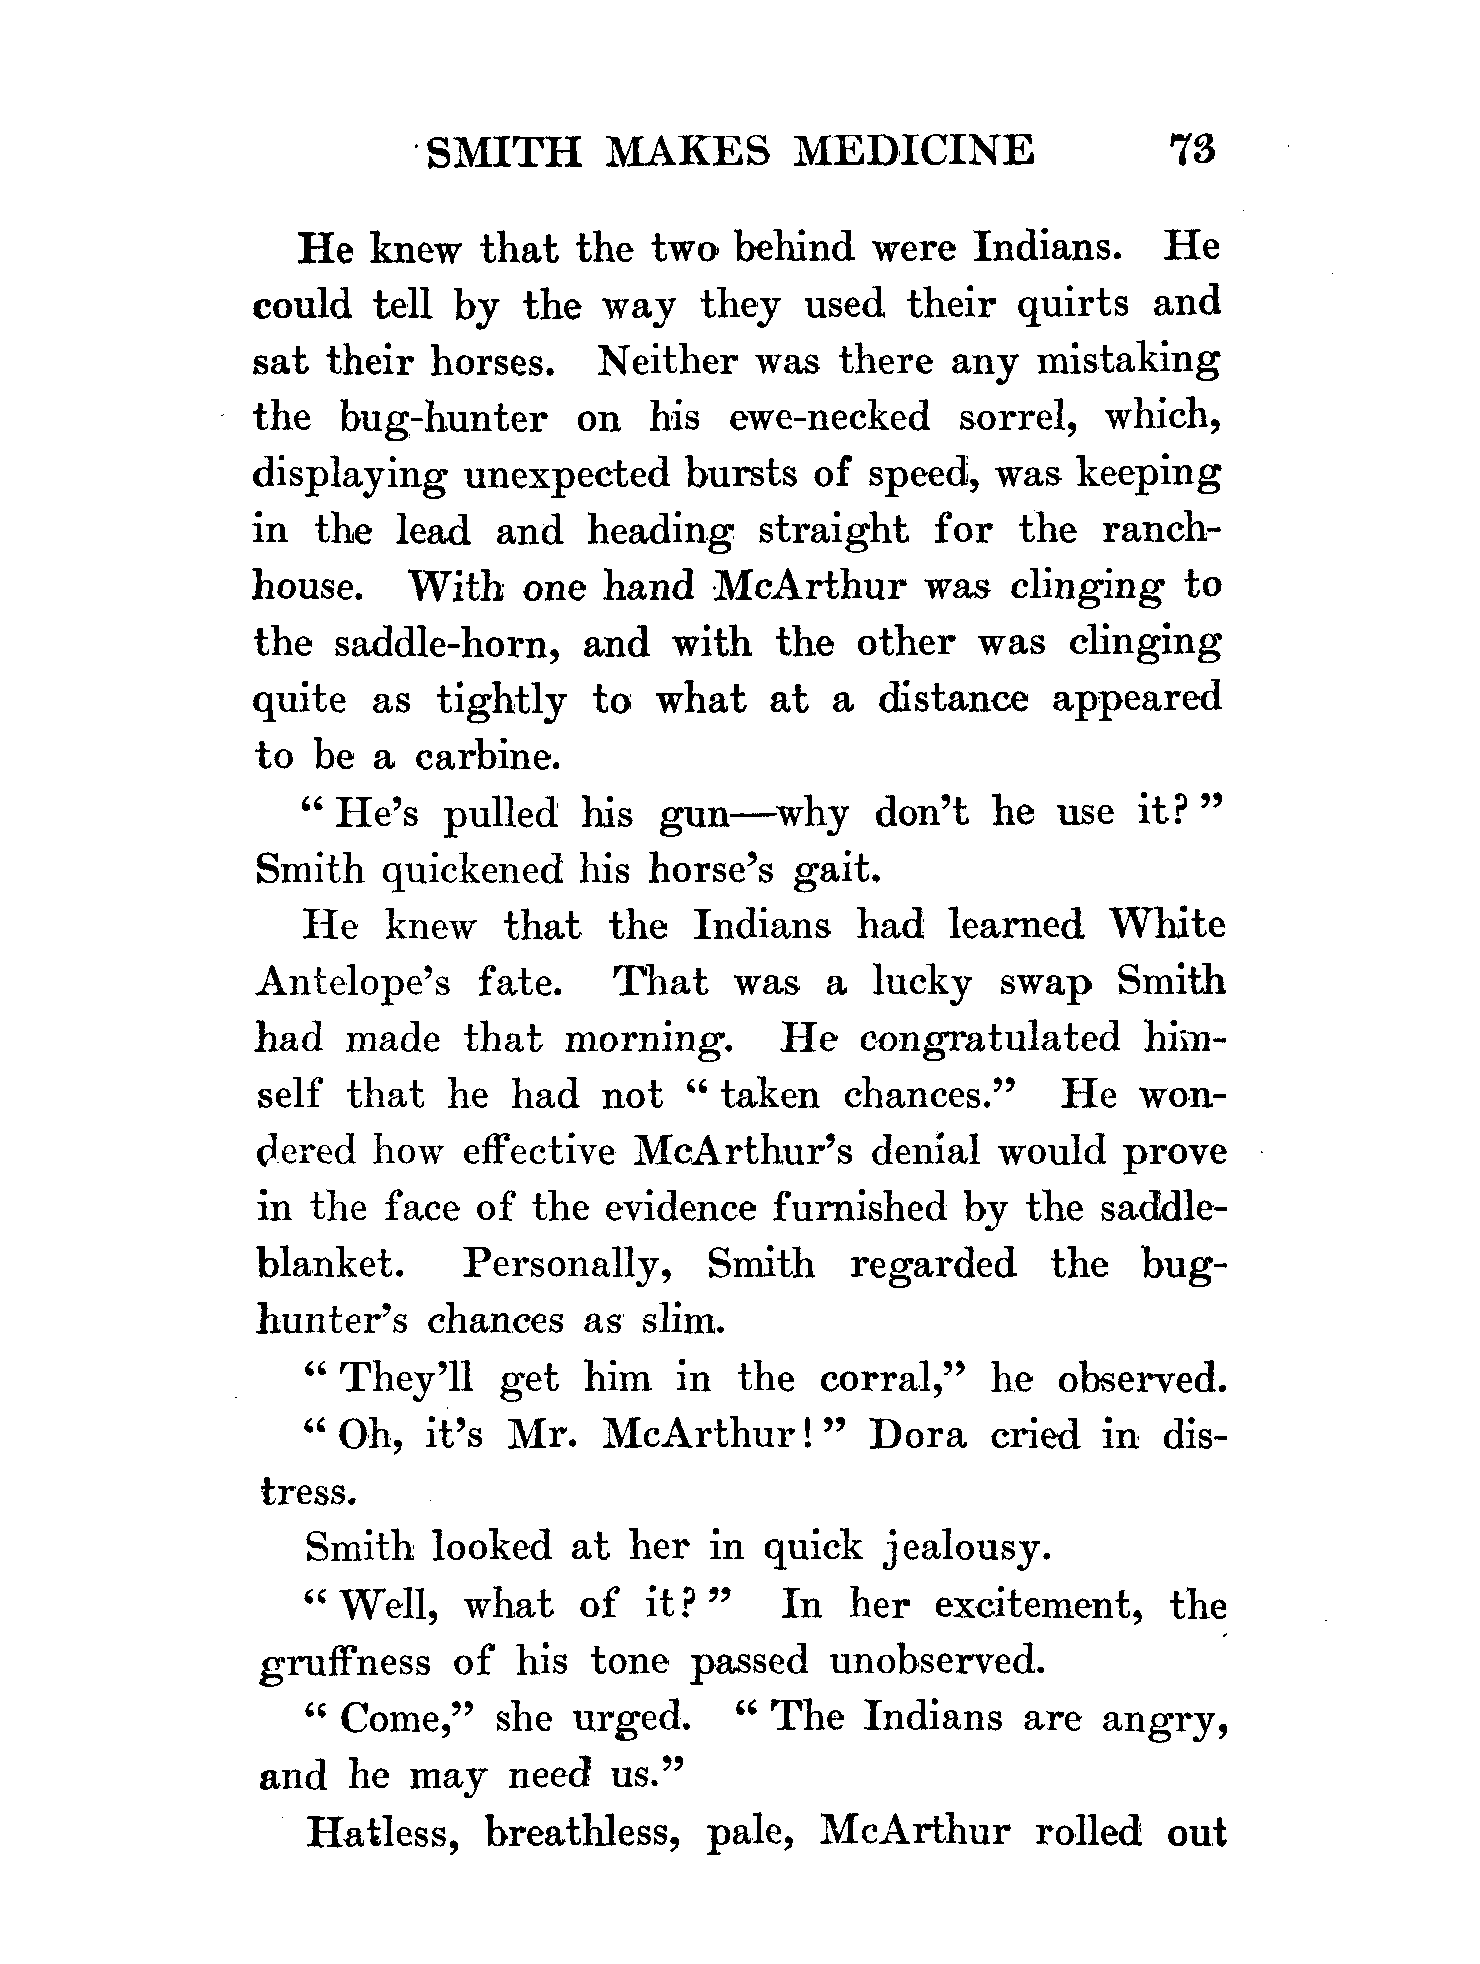 SMITH MAKES MEDICINE 73
He knew that the two behind were Indians. He
could tell by the way they used their quirts and
sat their horses. Neither was there any mistaking
the bug-hunter on his ewe-necked sorrel, which,
displaying unexpected bursts of speed, was keeping
in the lead and heading straight for the ranch-
house. With one hand McArthur was clinging to
the saddle-horn, and with the other was clinging
quite as tightly to what at a distance appeared
to be a carbine.
“ He’s pulled his gun—why don’t he use it? ”
Smith quickened his horse’s gait.
He knew that the Indians had learned White
Antelope’s fate. That was a lucky swap Smith
had made that morning. He congratulated him-
self that he had not “ taken chances.” He won-
dered how effective McArthur’s denial would prove
in the face of the evidence furnished by the saddle-
blanket. Personally, Smith regarded the bug-
hunter’s chances as slim.
“ They’ll get him in the corral,” he observed.
“ Oh, it’s Mr. McArthur! ” Dora cried in dis-
tress.
Smith looked at her in quick jealousy.
“ Well, what of it? ” In her excitement, the
gruffness of his tone passed unobserved.
“ Come,” she urged. “ The Indians are angry,
and he may need us.”
Hatless, breathless, pale, McArthur rolled out